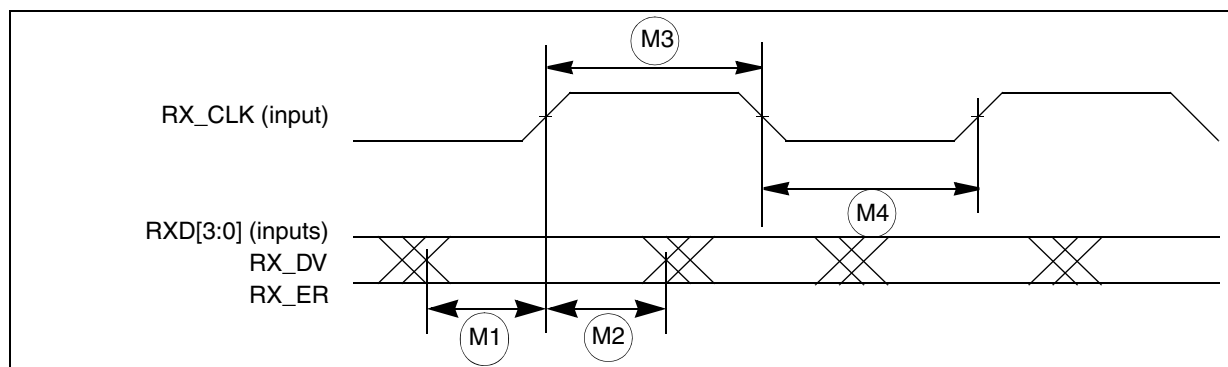 M3
RX_CLK (input)
M4
RXD[3:0] (inputs)
RX_DV
RX_ER
M1
M2